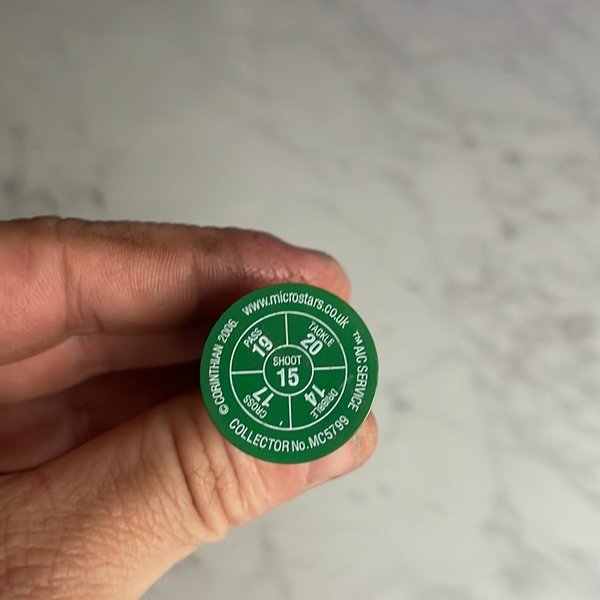 www.microstars.co.uk
™ A/C SERVICE
COLLECTOR No. MC5799
© CORINTHIAN 2006
PASS
19
TACKLE
20
SHOOT
15
CROSS
17
DRIBBLE
14